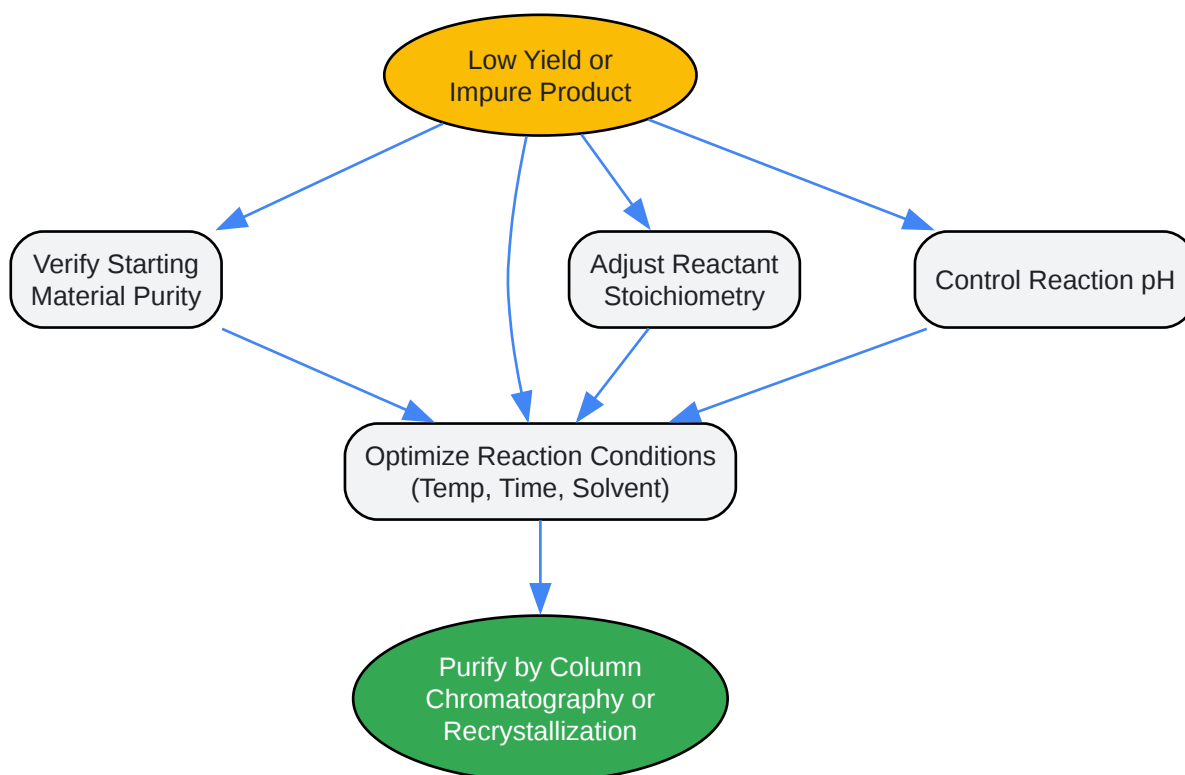 Low Yield or
Impure Product
Verify Starting
Material Purity
Adjust Reactant
Stoichiometry
Control Reaction pH
Optimize Reaction Conditions
(Temp, Time, Solvent)
Purify by Column
Chromatography or
Recrystallization